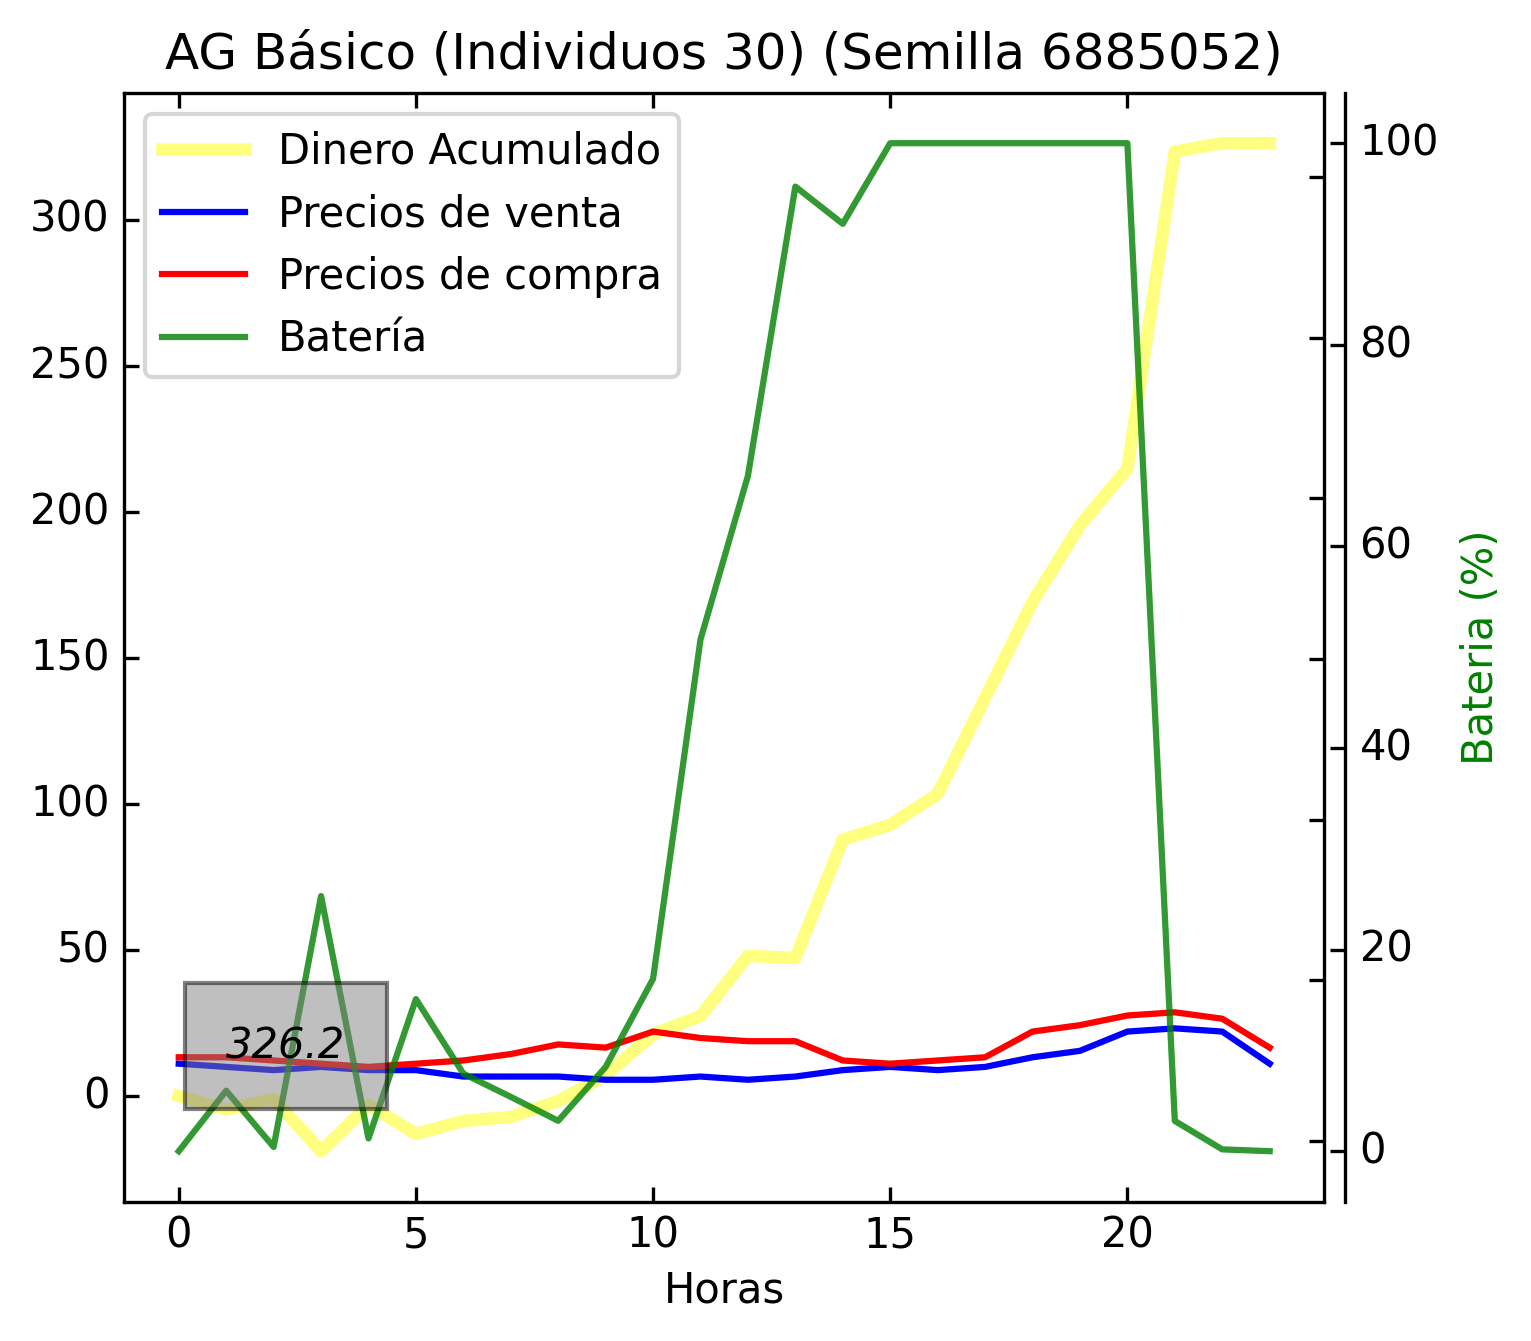 AG Básico (Individuos 30) (Semilla 6885052)
Dinero Acumulado
Precios de venta
Precios de compra
Batería
300
250
200
150
100
50
0
326.2
100
80
60
40
20
0
Bateria (%)
0 5 10 15 20
Horas